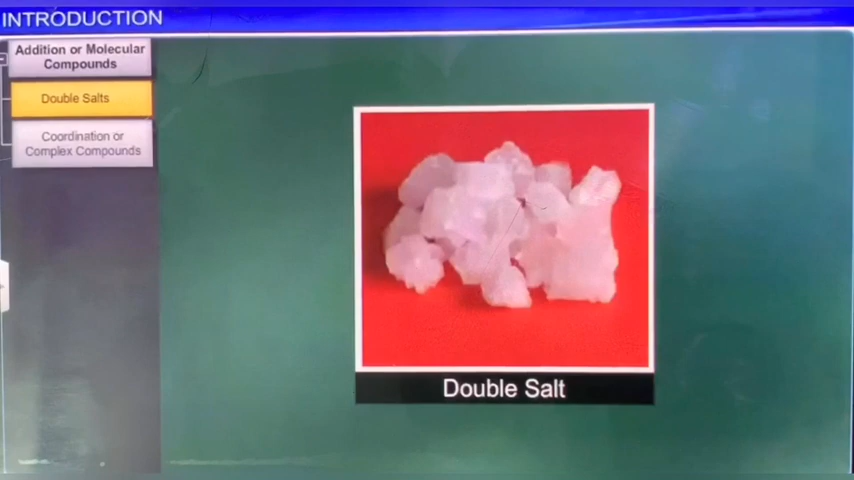 INTRODUCTION
Addition or Molecular
Compounds
Double Salts
Coordination or
Complex Compounds
Double Salt